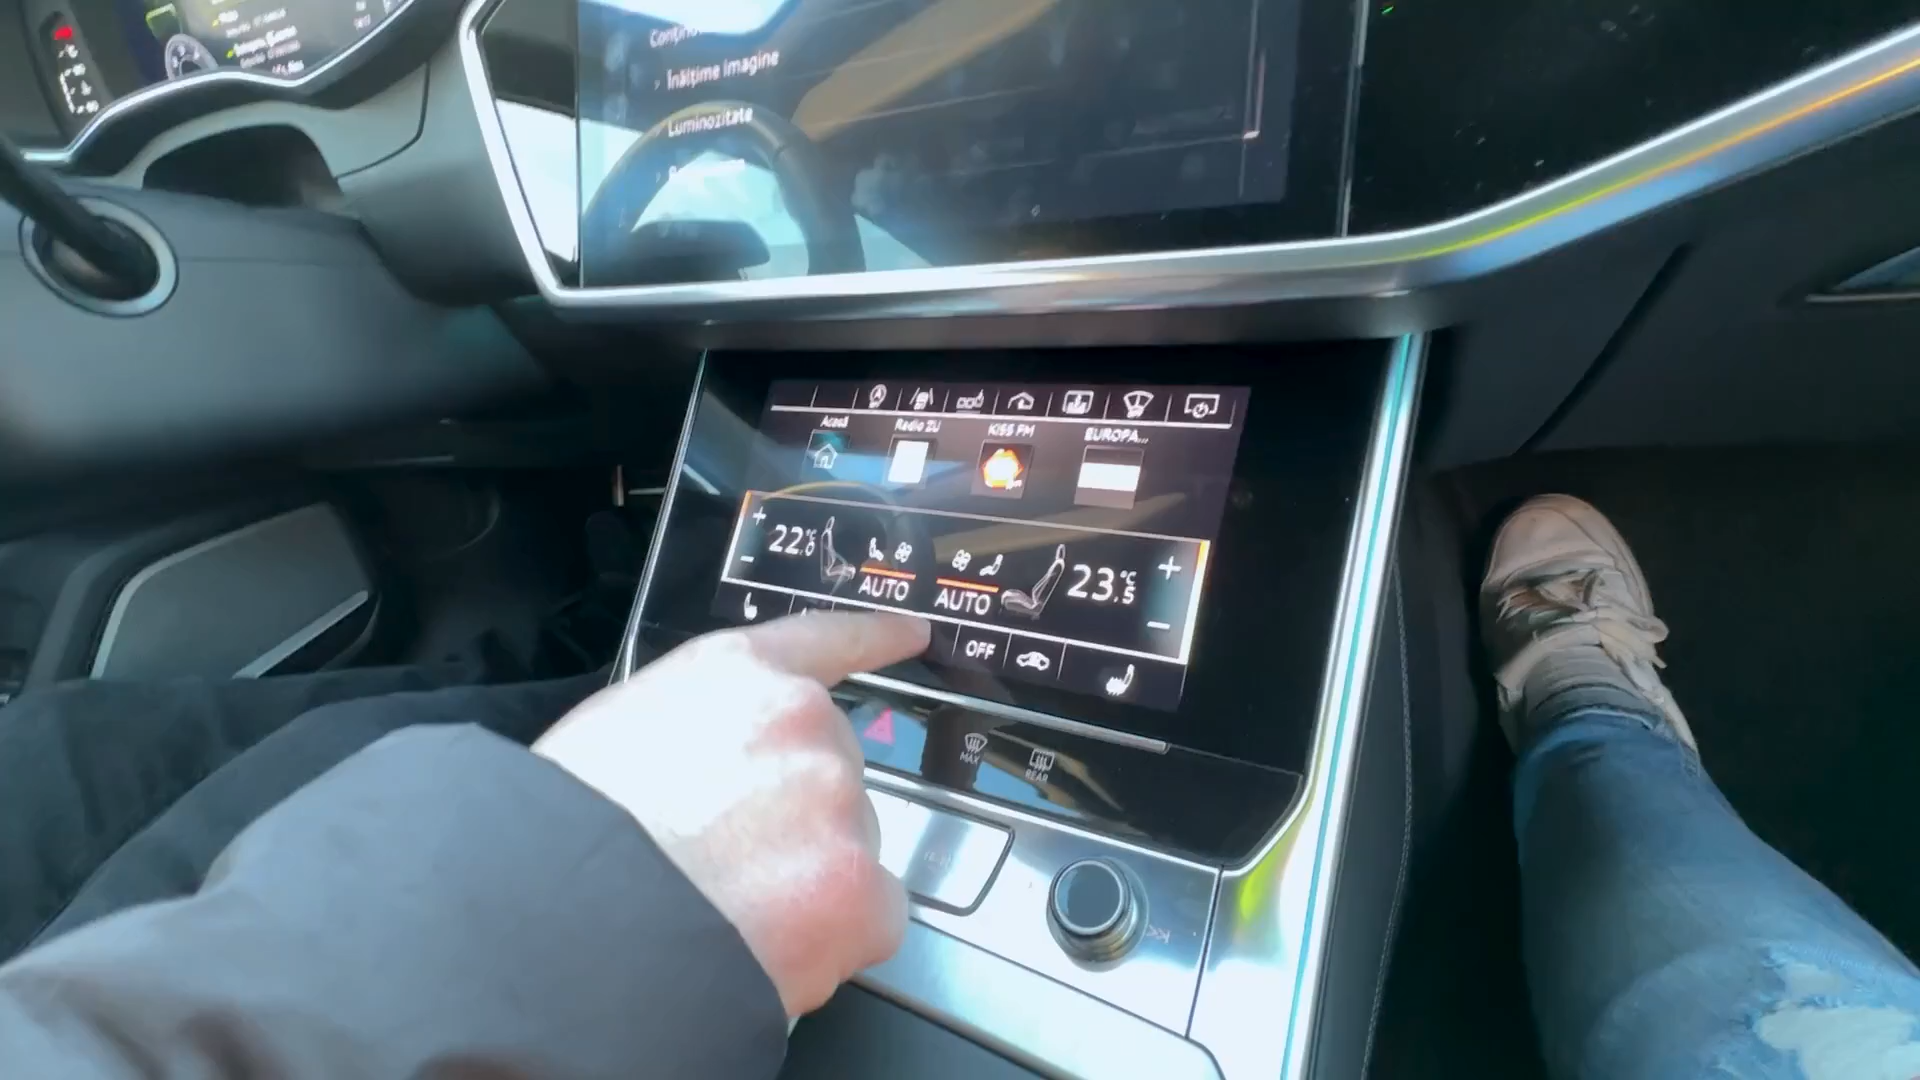 Înălțime imagine
Luminozitate
Acasă
Radio ZU
KISS FM
EUROPA...
22.0 °C
AUTO
AUTO
23.5 °C
OFF
MAX
REAR